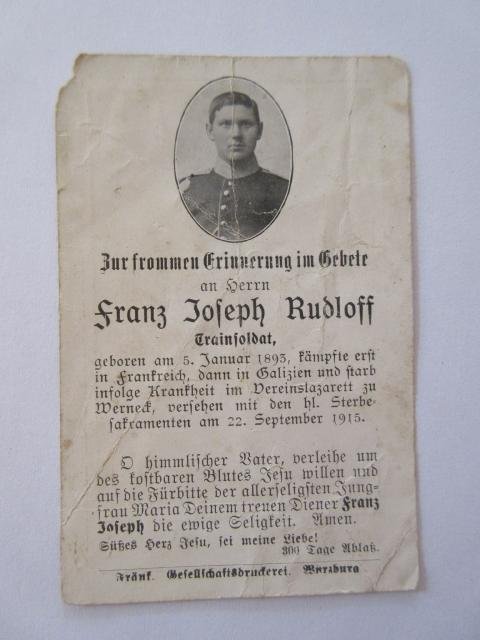 Zur frommen Erinnerung im Gebete
an Herrn
Franz Joseph Rudloff
Trainsoldat,
geboren am 5. Januar 1893, kämpfte erst
in Frankreich, dann in Galizien und starb
infolge Krankheit im Vereinslazarett zu
Werneck, versehen mit den hl. Sterbe-
sakramenten am 22. September 1915.
O himmlischer Vater, verleihe um
des kostbaren Blutes Jesu willen und
auf die Fürbitte der allerseligsten Jung-
frau Maria Deinem treuen Diener Franz
Joseph die ewige Seligkeit. Amen.
Süßes Herz Jesu, sei meine Liebe!
300 Tage Ablaß.
Fränk. Gesellschaftsdruckerei. Würzburg